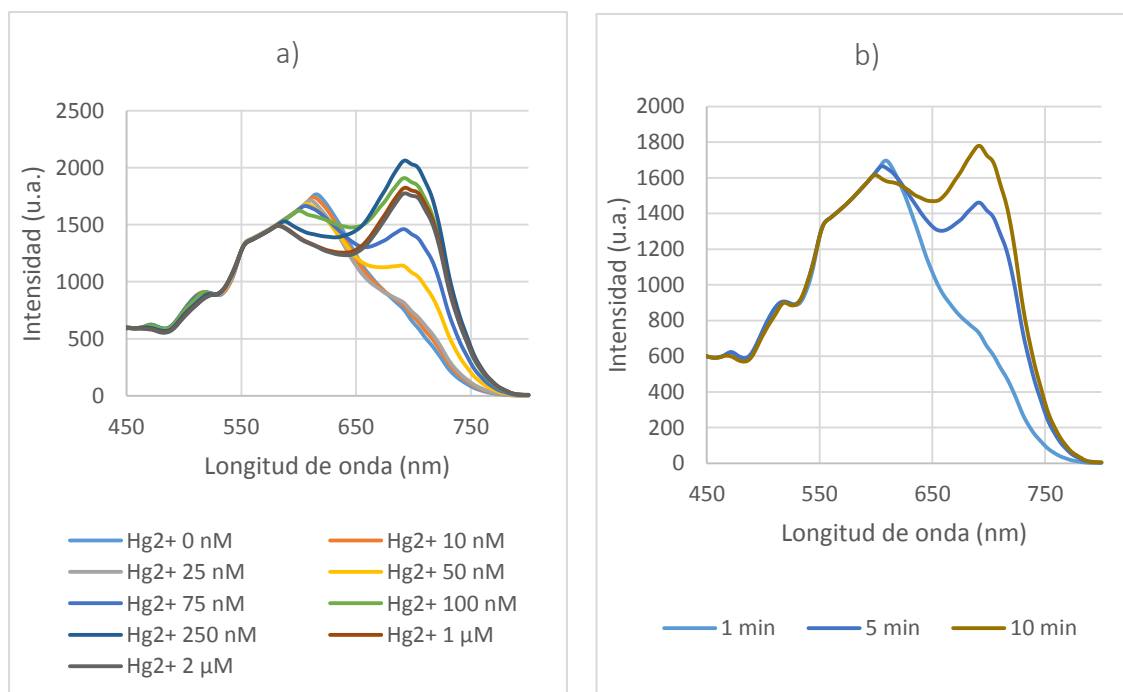 a)
2500
2000
1500
1000
500
0
450 550 650 750
Intensidad (u.a.)
Longitud de onda (nm)
Hg2+ 0 nM Hg2+ 10 nM
Hg2+ 25 nM Hg2+ 50 nM
Hg2+ 75 nM Hg2+ 100 nM
Hg2+ 250 nM Hg2+ 1 µM
Hg2+ 2 µM
b)
2000
1800
1600
1400
1200
1000
800
600
400
200
0
450 550 650 750
Intensidad (u.a.)
Longitud de onda (nm)
1 min 5 min 10 min